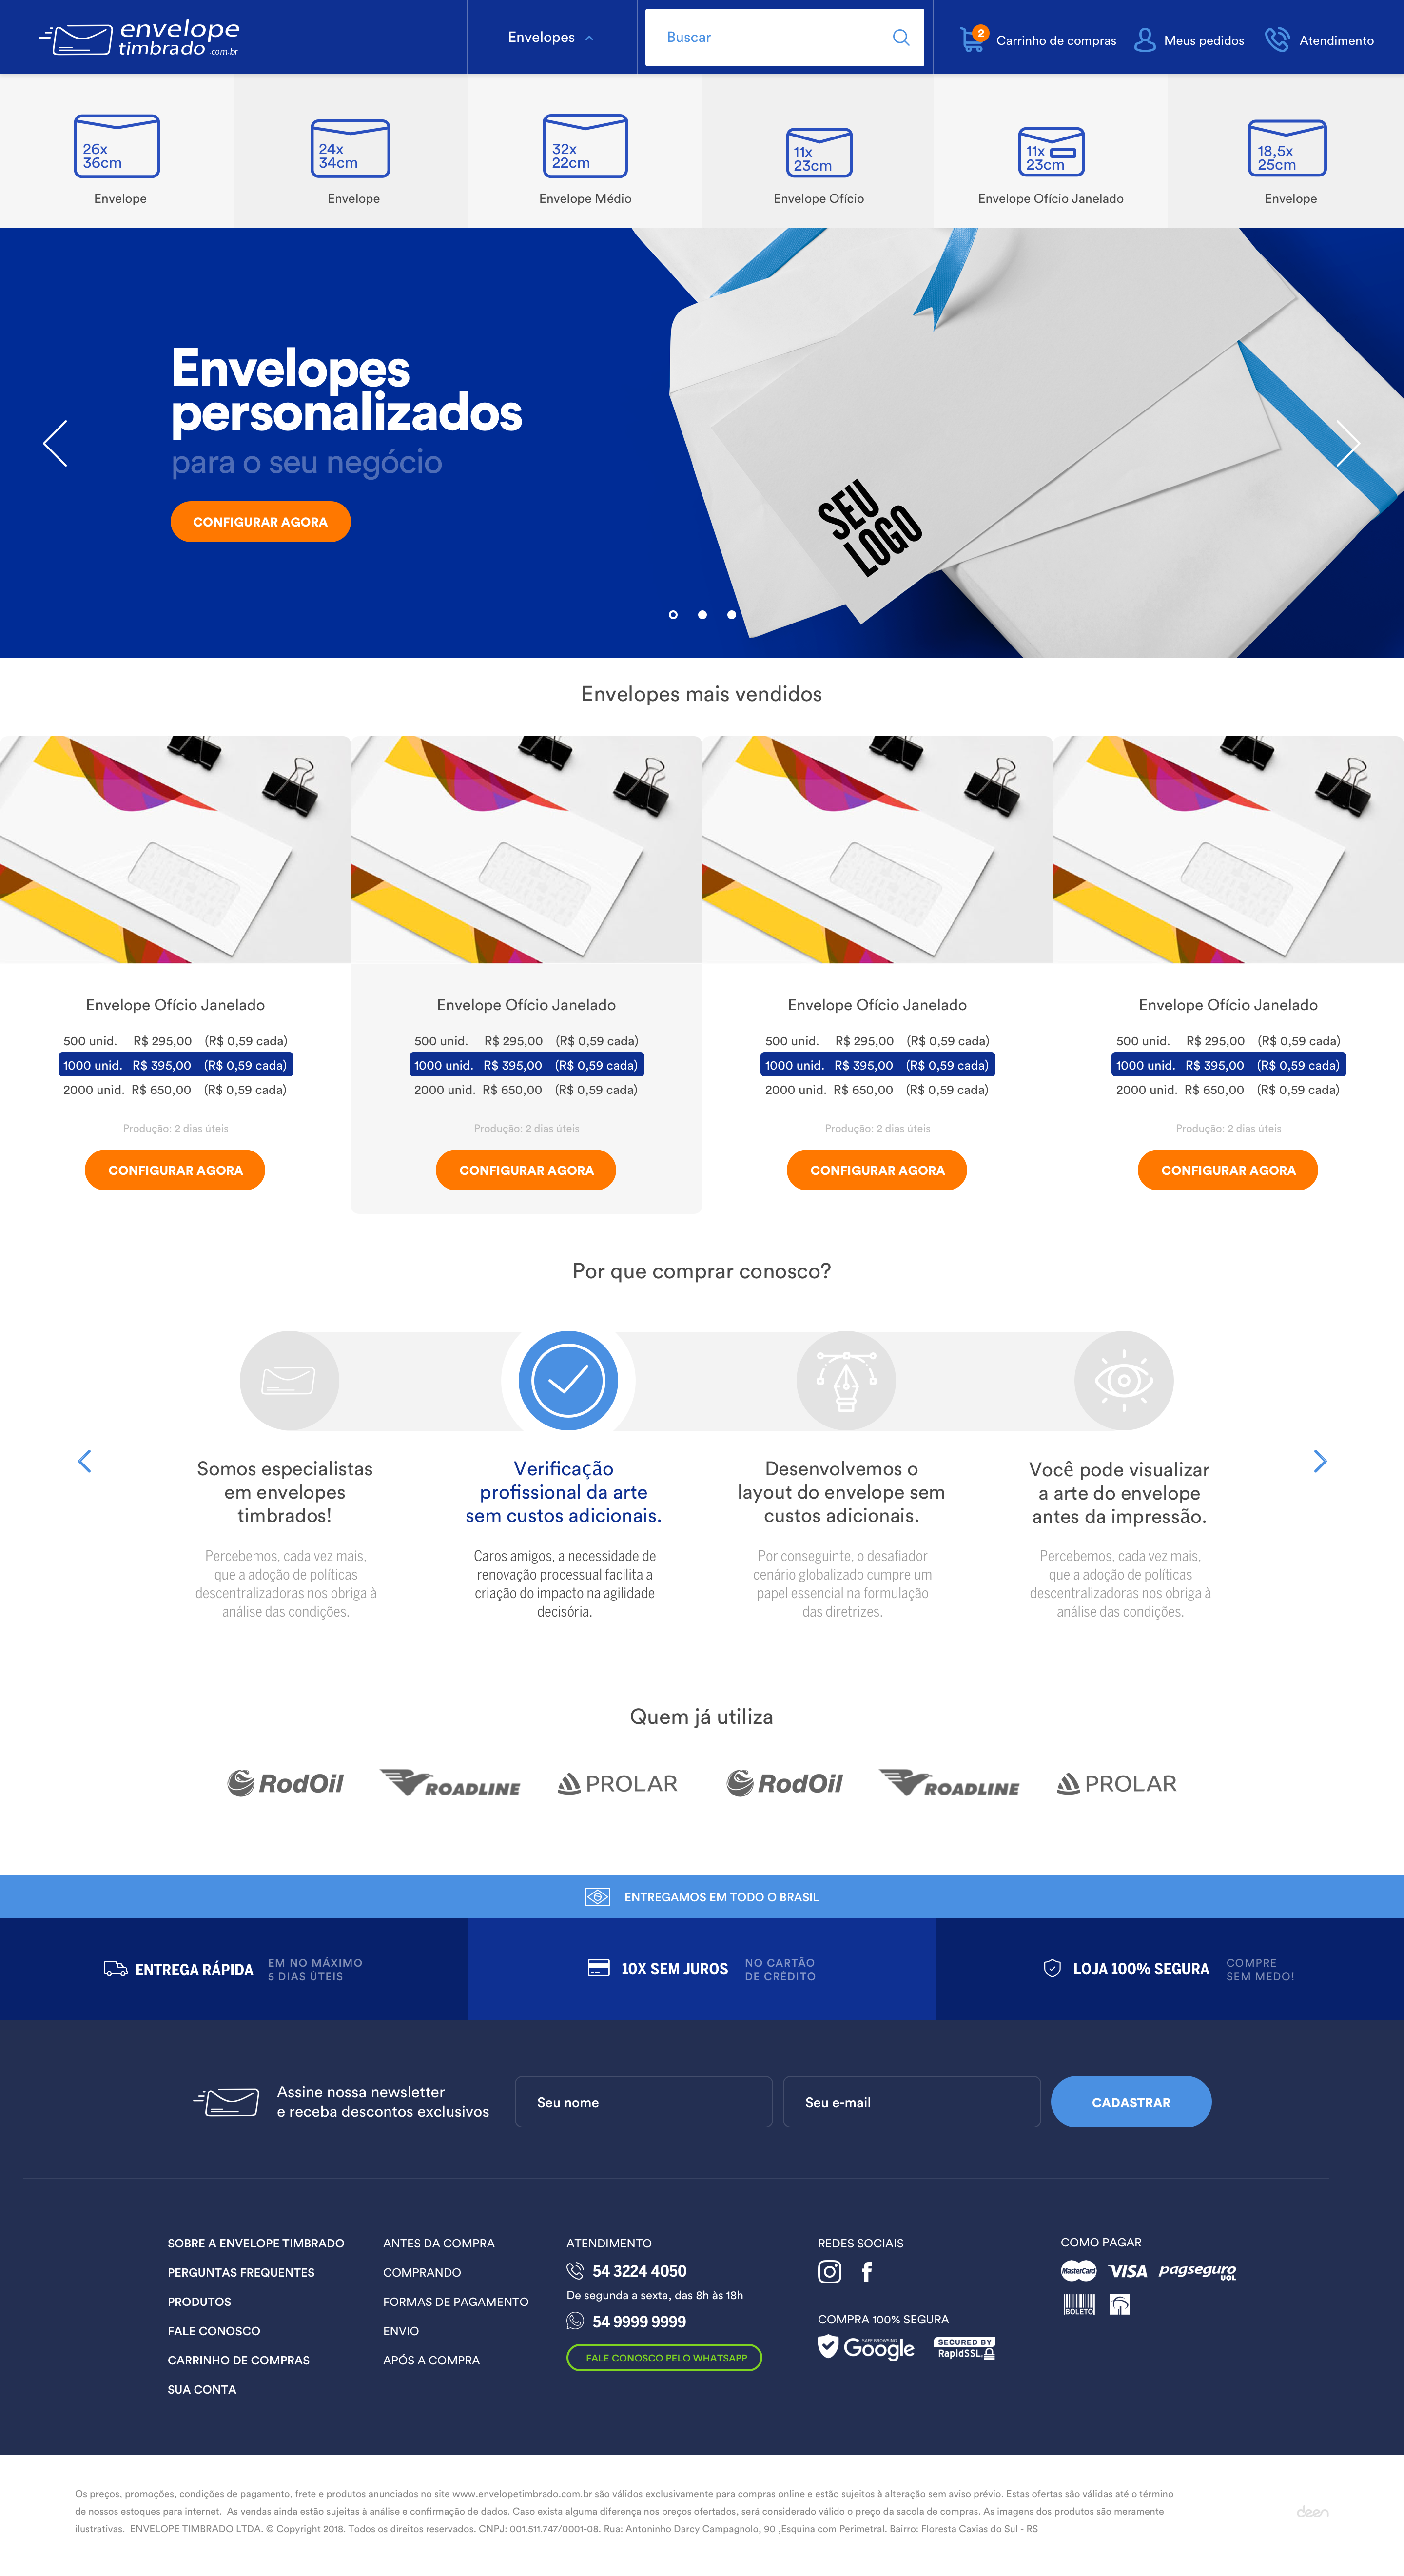 envelope
timbrado .com.br
Envelopes
Buscar
2
Carrinho de compras
Meus pedidos
Atendimento
26x
36cm
Envelope
24x
34cm
Envelope
32x
22cm
Envelope Médio
11x
23cm
Envelope Ofício
11x
23cm
Envelope Ofício Janelado
18,5x
25cm
Envelope
Envelopes
personalizados
para o seu negócio
CONFIGURAR AGORA
SEU
LOGO
Envelopes mais vendidos
Envelope Ofício Janelado
500 unid. R$ 295,00 (R$ 0,59 cada)
1000 unid. R$ 395,00 (R$ 0,59 cada)
2000 unid. R$ 650,00 (R$ 0,59 cada)
Produção: 2 dias úteis
CONFIGURAR AGORA
Envelope Ofício Janelado
500 unid. R$ 295,00 (R$ 0,59 cada)
1000 unid. R$ 395,00 (R$ 0,59 cada)
2000 unid. R$ 650,00 (R$ 0,59 cada)
Produção: 2 dias úteis
CONFIGURAR AGORA
Envelope Ofício Janelado
500 unid. R$ 295,00 (R$ 0,59 cada)
1000 unid. R$ 395,00 (R$ 0,59 cada)
2000 unid. R$ 650,00 (R$ 0,59 cada)
Produção: 2 dias úteis
CONFIGURAR AGORA
Envelope Ofício Janelado
500 unid. R$ 295,00 (R$ 0,59 cada)
1000 unid. R$ 395,00 (R$ 0,59 cada)
2000 unid. R$ 650,00 (R$ 0,59 cada)
Produção: 2 dias úteis
CONFIGURAR AGORA
Por que comprar conosco?
Somos especialistas
em envelopes
timbrados!
Percebemos, cada vez mais,
que a adoção de políticas
descentralizadoras nos obriga à
análise das condições.
Verificação
profissional da arte
sem custos adicionais.
Caros amigos, a necessidade de
renovação processual facilita a
criação do impacto na agilidade
decisória.
Desenvolvemos o
layout do envelope sem
custos adicionais.
Por conseguinte, o desafiador
cenário globalizado cumpre um
papel essencial na formulação
das diretrizes.
Você pode visualizar
a arte do envelope
antes da impressão.
Percebemos, cada vez mais,
que a adoção de políticas
descentralizadoras nos obriga à
análise das condições.
Quem já utiliza
RodOil
ROADLINE
PROLAR
RodOil
ROADLINE
PROLAR
ENTREGAMOS EM TODO O BRASIL
ENTREGA RÁPIDA
EM NO MÁXIMO
5 DIAS ÚTEIS
10X SEM JUROS
NO CARTÃO
DE CRÉDITO
LOJA 100% SEGURA
COMPRE
SEM MEDO!
Assine nossa newsletter
e receba descontos exclusivos
Seu nome
Seu e-mail
CADASTRAR
SOBRE A ENVELOPE TIMBRADO
PERGUNTAS FREQUENTES
PRODUTOS
FALE CONOSCO
CARRINHO DE COMPRAS
SUA CONTA
ANTES DA COMPRA
COMPRANDO
FORMAS DE PAGAMENTO
ENVIO
APÓS A COMPRA
ATENDIMENTO
54 3224 4050
De segunda a sexta, das 8h às 18h
54 9999 9999
FALE CONOSCO PELO WHATSAPP
REDES SOCIAIS
COMPRA 100% SEGURA
SAFE BROWSING
Google
SECURED BY
RapidSSL
COMO PAGAR
MasterCard
VISA
pagseguro
UOL
BOLETO
Os preços, promoções, condições de pagamento, frete e produtos anunciados no site www.envelopetimbrado.com.br são válidos exclusivamente para compras online e estão sujeitos à alteração sem aviso prévio. Estas ofertas são válidas até o término
de nossos estoques para internet. As vendas ainda estão sujeitas à análise e confirmação de dados. Caso exista alguma diferença nos preços ofertados, será considerado válido o preço da sacola de compras. As imagens dos produtos são meramente
ilustrativas. ENVELOPE TIMBRADO LTDA. © Copyright 2018. Todos os direitos reservados. CNPJ: 001.511.747/0001-08. Rua: Antoninho Darcy Campagnolo, 90 ,Esquina com Perimetral. Bairro: Floresta Caxias do Sul - RS
deen